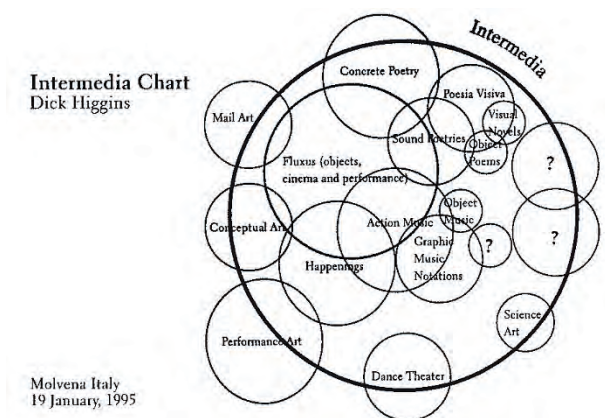 Intermedia Chart
Dick Higgins
Intermedia
Concrete Poetry
Poesia Visiva
Mail Art
Visual
Novels
Sound Poetries
Object
Poems
Fluxus (objects,
cinema and performance)
?
Object
Music
Conceptual Art
Action Music
?
Graphic
Music
Notations
?
Happenings
Science
Art
Performance Art
Dance Theater
Molvena Italy
19 January, 1995